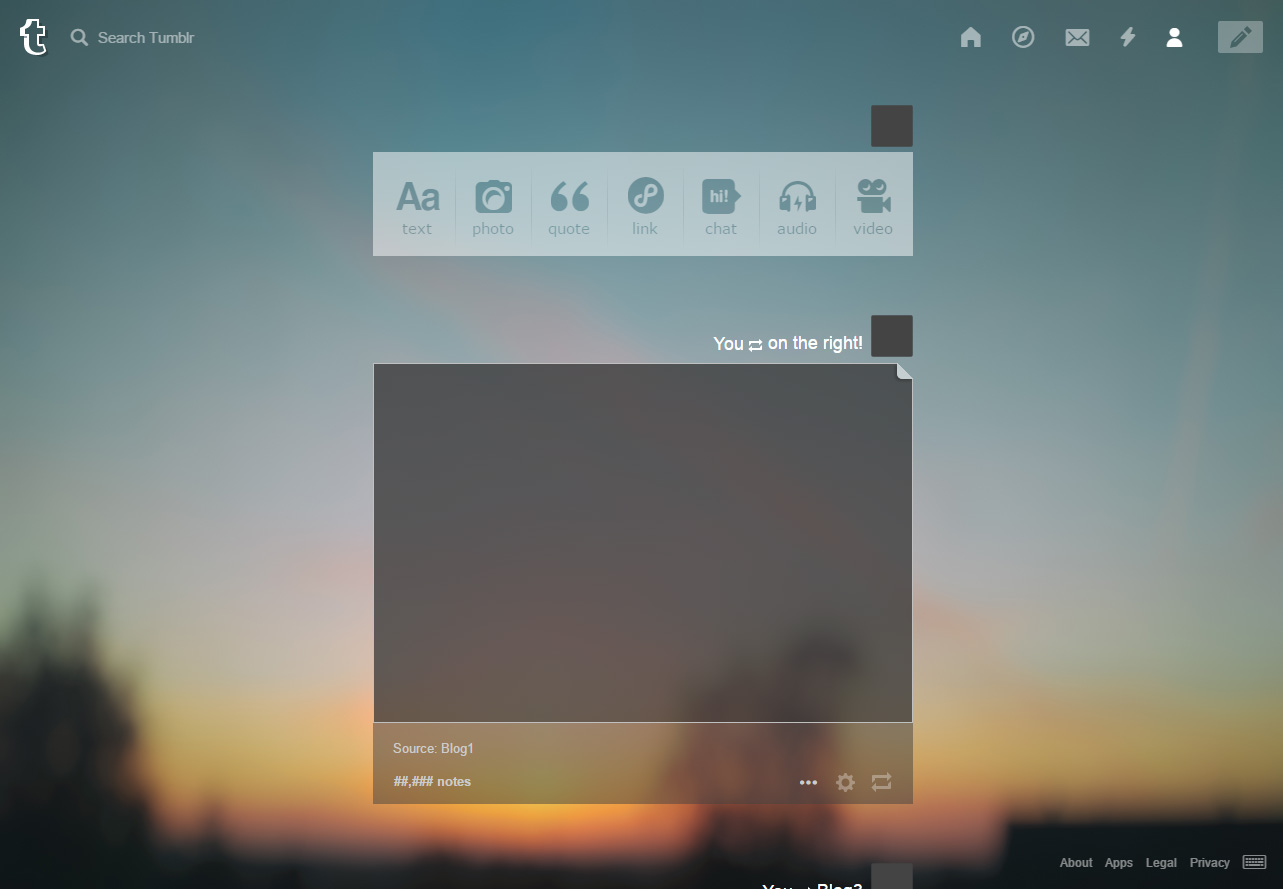 t Search Tumblr
Aa
hi!
text photo quote link chat audio video
You on the right!
Source: Blog1
##,### notes
About Apps Legal Privacy
You Blog2